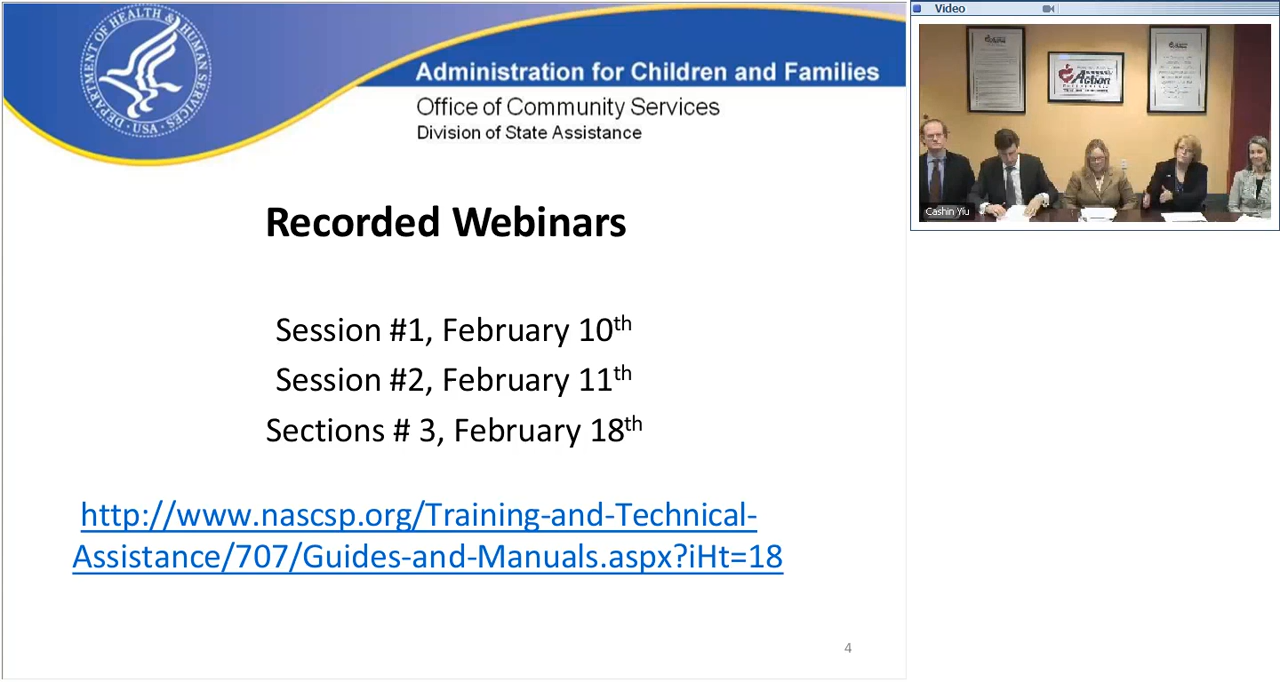 DEPARTMENT OF HEALTH & HUMAN SERVICES · USA
Administration for Children and Families
Office of Community Services
Division of State Assistance
Recorded Webinars
Session #1, February 10th
Session #2, February 11th
Sections # 3, February 18th
http://www.nascsp.org/Training-and-Technical-
Assistance/707/Guides-and-Manuals.aspx?iHt=18
4
Video
Community
Action
Cashin Yiu